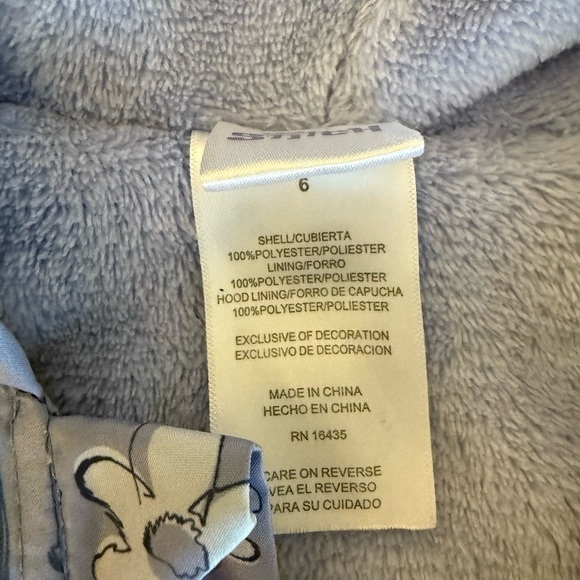 Stitch
6
SHELL/CUBIERTA
100%POLYESTER/POLIESTER
LINING/FORRO
100%POLYESTER/POLIESTER
HOOD LINING/FORRO DE CAPUCHA
100%POLYESTER/POLIESTER
EXCLUSIVE OF DECORATION
EXCLUSIVO DE DECORACION
MADE IN CHINA
HECHO EN CHINA
RN 16435
CARE ON REVERSE
VEA EL REVERSO
PARA SU CUIDADO